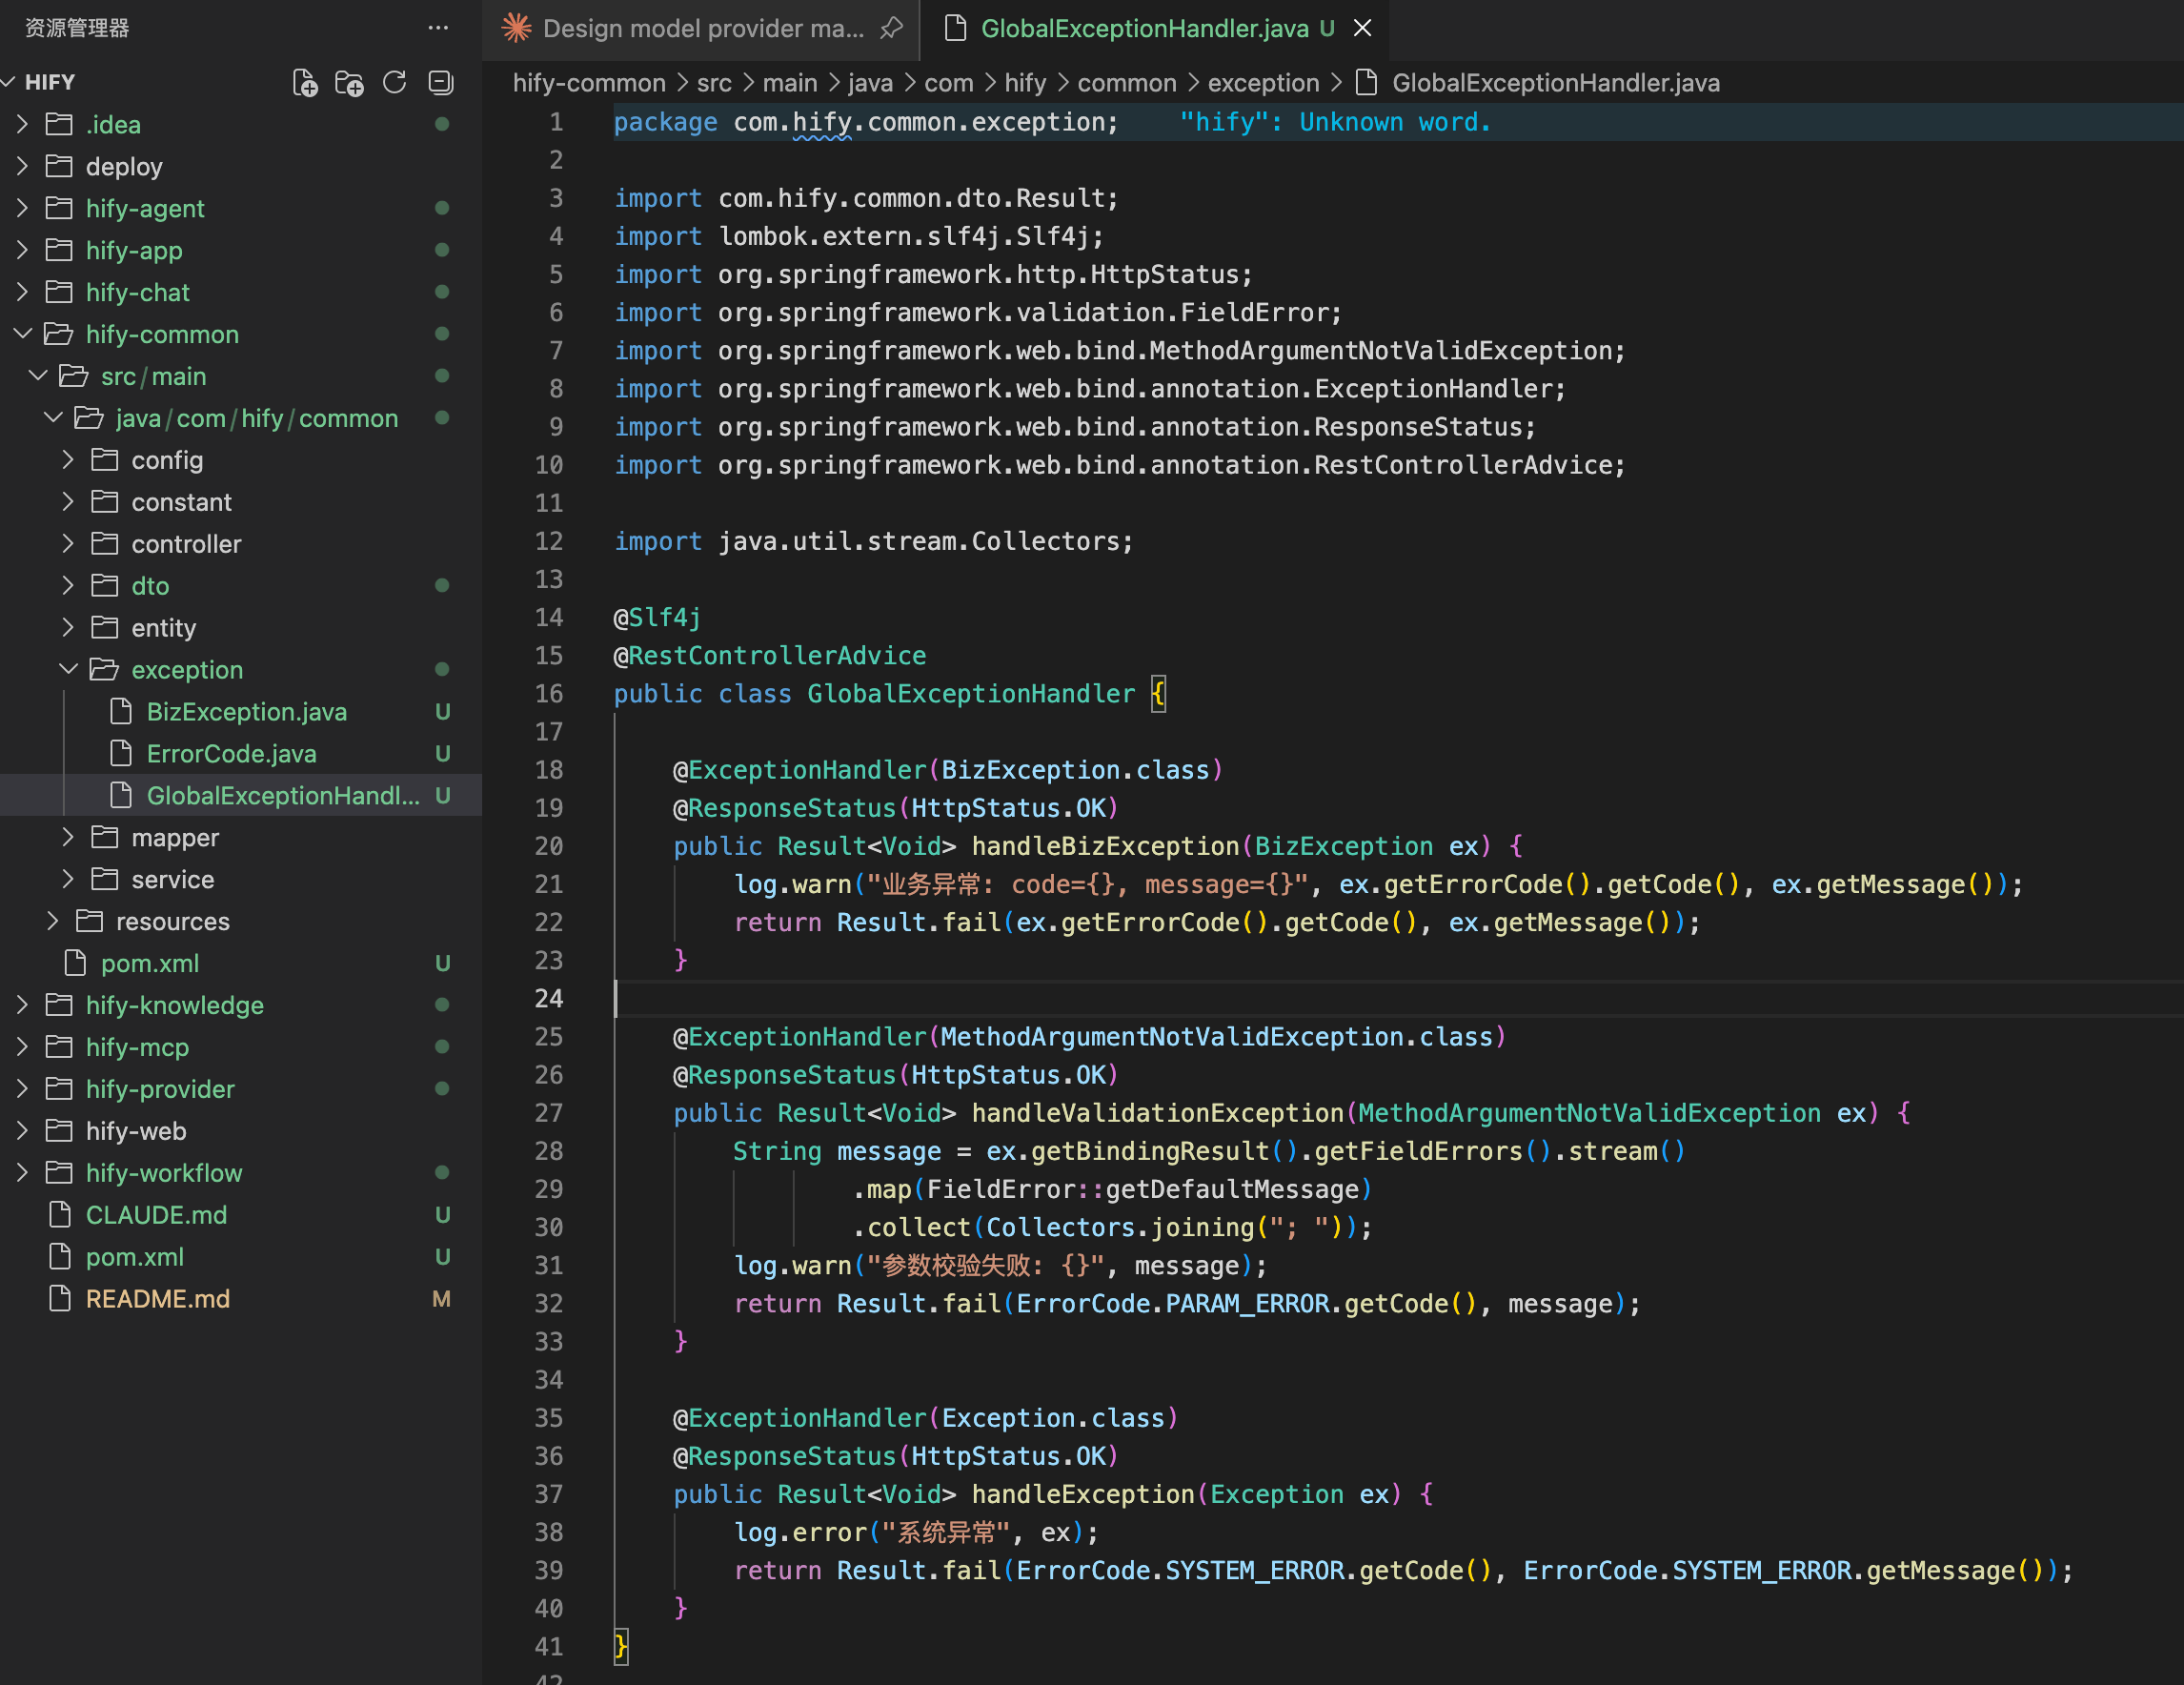 资源管理器
HIFY
.idea
deploy
hify-agent
hify-app
hify-chat
hify-common
src/main
java/com/hify/common
config
constant
controller
dto
entity
exception
BizException.java U
ErrorCode.java U
GlobalExceptionHandl... U
mapper
service
resources
pom.xml U
hify-knowledge
hify-mcp
hify-provider
hify-web
hify-workflow
CLAUDE.md U
pom.xml U
README.md M
Design model provider ma...
GlobalExceptionHandler.java U
hify-common > src > main > java > com > hify > common > exception > GlobalExceptionHandler.java
1 package com.hify.common.exception; "hify": Unknown word.
2
3 import com.hify.common.dto.Result;
4 import lombok.extern.slf4j.Slf4j;
5 import org.springframework.http.HttpStatus;
6 import org.springframework.validation.FieldError;
7 import org.springframework.web.bind.MethodArgumentNotValidException;
8 import org.springframework.web.bind.annotation.ExceptionHandler;
9 import org.springframework.web.bind.annotation.ResponseStatus;
10 import org.springframework.web.bind.annotation.RestControllerAdvice;
11
12 import java.util.stream.Collectors;
13
14 @Slf4j
15 @RestControllerAdvice
16 public class GlobalExceptionHandler {
17
18 @ExceptionHandler(BizException.class)
19 @ResponseStatus(HttpStatus.OK)
20 public Result<Void> handleBizException(BizException ex) {
21 log.warn("业务异常: code={}, message={}", ex.getErrorCode().getCode(), ex.getMessage());
22 return Result.fail(ex.getErrorCode().getCode(), ex.getMessage());
23 }
24
25 @ExceptionHandler(MethodArgumentNotValidException.class)
26 @ResponseStatus(HttpStatus.OK)
27 public Result<Void> handleValidationException(MethodArgumentNotValidException ex) {
28 String message = ex.getBindingResult().getFieldErrors().stream()
29 .map(FieldError::getDefaultMessage)
30 .collect(Collectors.joining("; "));
31 log.warn("参数校验失败: {}", message);
32 return Result.fail(ErrorCode.PARAM_ERROR.getCode(), message);
33 }
34
35 @ExceptionHandler(Exception.class)
36 @ResponseStatus(HttpStatus.OK)
37 public Result<Void> handleException(Exception ex) {
38 log.error("系统异常", ex);
39 return Result.fail(ErrorCode.SYSTEM_ERROR.getCode(), ErrorCode.SYSTEM_ERROR.getMessage());
40 }
41 }
42